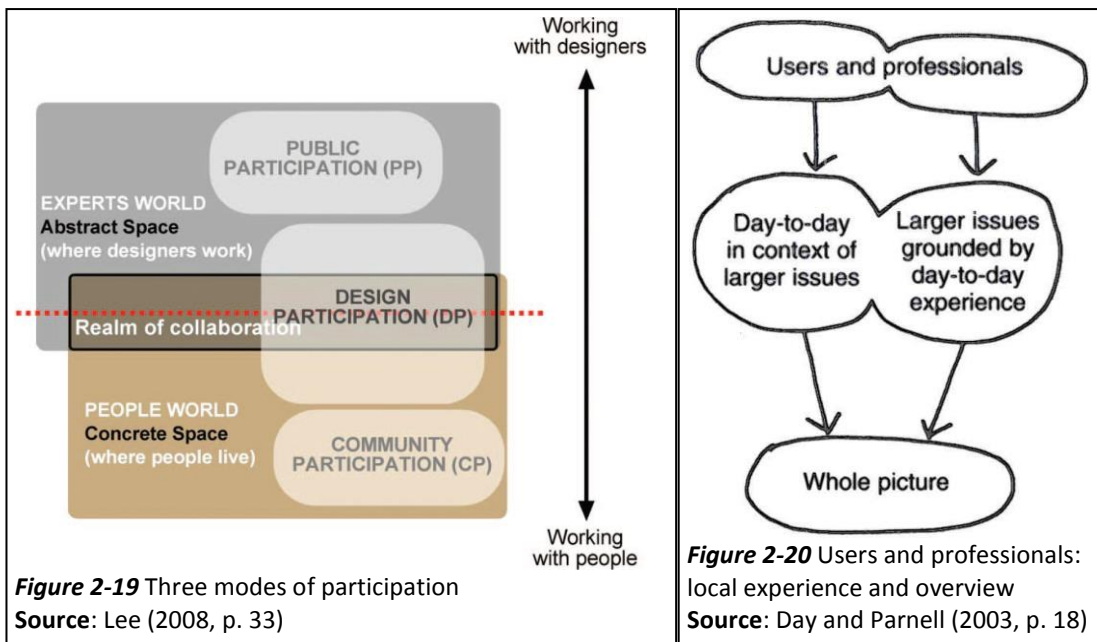 Working
with designers
PUBLIC
PARTICIPATION (PP)
EXPERTS WORLD
Abstract Space
(where designers work)
DESIGN
PARTICIPATION (DP)
Realm of collaboration
PEOPLE WORLD
Concrete Space
(where people live)
COMMUNITY
PARTICIPATION (CP)
Working
with people
Figure 2-19 Three modes of participation
Source: Lee (2008, p. 33)
Users and professionals
Day-to-day
in context of
larger issues
Larger issues
grounded by
day-to-day
experience
Whole picture
Figure 2-20 Users and professionals:
local experience and overview
Source: Day and Parnell (2003, p. 18)